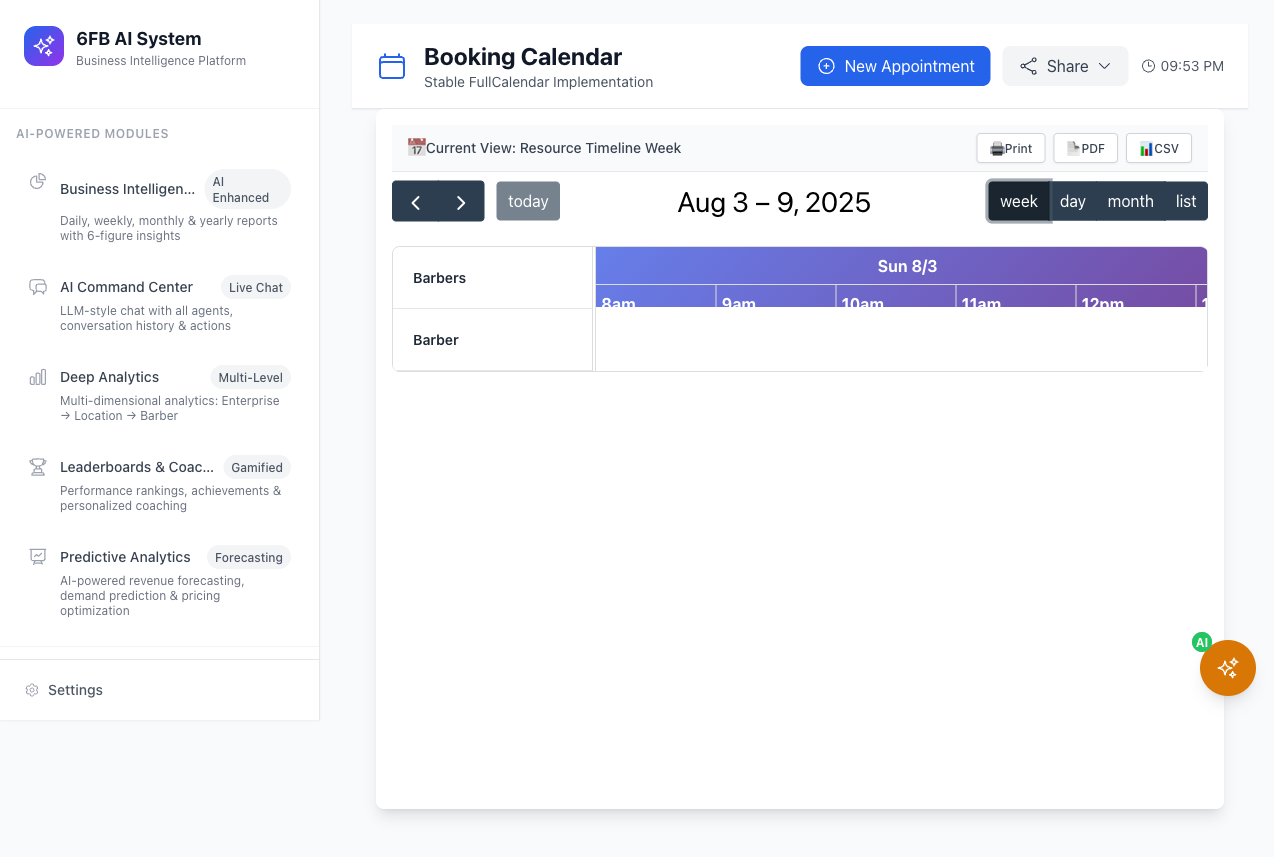 6FB AI System
Business Intelligence Platform
AI-POWERED MODULES
Business Intelligen...
AI Enhanced
Daily, weekly, monthly & yearly reports
with 6-figure insights
AI Command Center
Live Chat
LLM-style chat with all agents,
conversation history & actions
Deep Analytics
Multi-Level
Multi-dimensional analytics: Enterprise
→ Location → Barber
Leaderboards & Coac...
Gamified
Performance rankings, achievements &
personalized coaching
Predictive Analytics
Forecasting
AI-powered revenue forecasting,
demand prediction & pricing
optimization
Settings
Booking Calendar
Stable FullCalendar Implementation
New Appointment
Share
09:53 PM
17
Current View: Resource Timeline Week
Print
PDF
CSV
today
Aug 3 – 9, 2025
week day month list
Barbers
Sun 8/3
8am 9am 10am 11am 12pm
Barber
AI